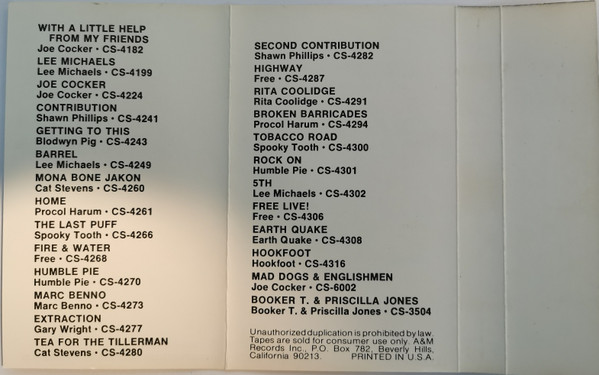 WITH A LITTLE HELP
FROM MY FRIENDS
Joe Cocker • CS-4182
LEE MICHAELS
Lee Michaels • CS-4199
JOE COCKER
Joe Cocker • CS-4224
CONTRIBUTION
Shawn Phillips • CS-4241
GETTING TO THIS
Blodwyn Pig • CS-4243
BARREL
Lee Michaels • CS-4249
MONA BONE JAKON
Cat Stevens • CS-4260
HOME
Procol Harum • CS-4261
THE LAST PUFF
Spooky Tooth • CS-4266
FIRE & WATER
Free • CS-4268
HUMBLE PIE
Humble Pie • CS-4270
MARC BENNO
Marc Benno • CS-4273
EXTRACTION
Gary Wright • CS-4277
TEA FOR THE TILLERMAN
Cat Stevens • CS-4280
SECOND CONTRIBUTION
Shawn Phillips • CS-4282
HIGHWAY
Free • CS-4287
RITA COOLIDGE
Rita Coolidge • CS-4291
BROKEN BARRICADES
Procol Harum • CS-4294
TOBACCO ROAD
Spooky Tooth • CS-4300
ROCK ON
Humble Pie • CS-4301
5TH
Lee Michaels • CS-4302
FREE LIVE!
Free • CS-4306
EARTH QUAKE
Earth Quake • CS-4308
HOOKFOOT
Hookfoot • CS-4316
MAD DOGS & ENGLISHMEN
Joe Cocker • CS-6002
BOOKER T. & PRISCILLA JONES
Booker T. & Priscilla Jones • CS-3504
Unauthorized duplication is prohibited by law.
Tapes are sold for consumer use only. A&M
Records Inc., P.O. Box 782, Beverly Hills,
California 90213. PRINTED IN U.S.A.